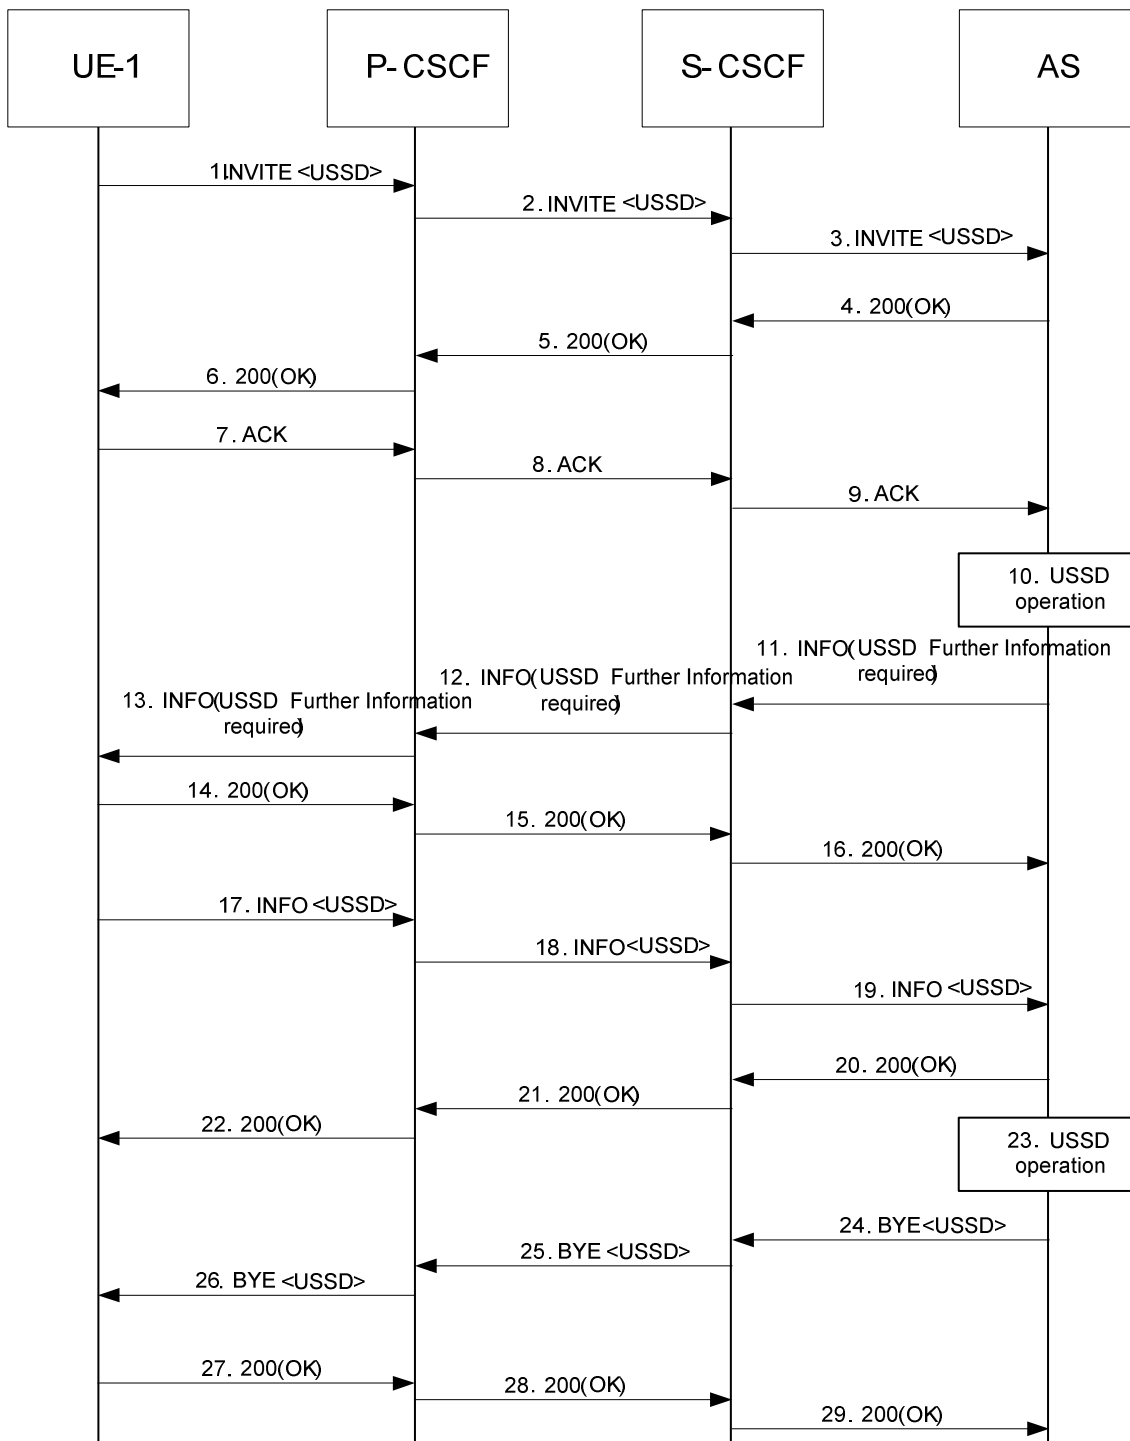 UE-1
P-CSCF
S-CSCF
AS
1.INVITE <USSD>
2. INVITE <USSD>
3. INVITE <USSD>
4. 200(OK)
5. 200(OK)
6. 200(OK)
7. ACK
8. ACK
9. ACK
10. USSD
operation
11. INFO(USSD Further Information
required)
12. INFO(USSD Further Information
required)
13. INFO(USSD Further Information
required)
14. 200(OK)
15. 200(OK)
16. 200(OK)
17. INFO <USSD>
18. INFO <USSD>
19. INFO <USSD>
20. 200(OK)
21. 200(OK)
22. 200(OK)
23. USSD
operation
24. BYE<USSD>
25. BYE <USSD>
26. BYE <USSD>
27. 200(OK)
28. 200(OK)
29. 200(OK)